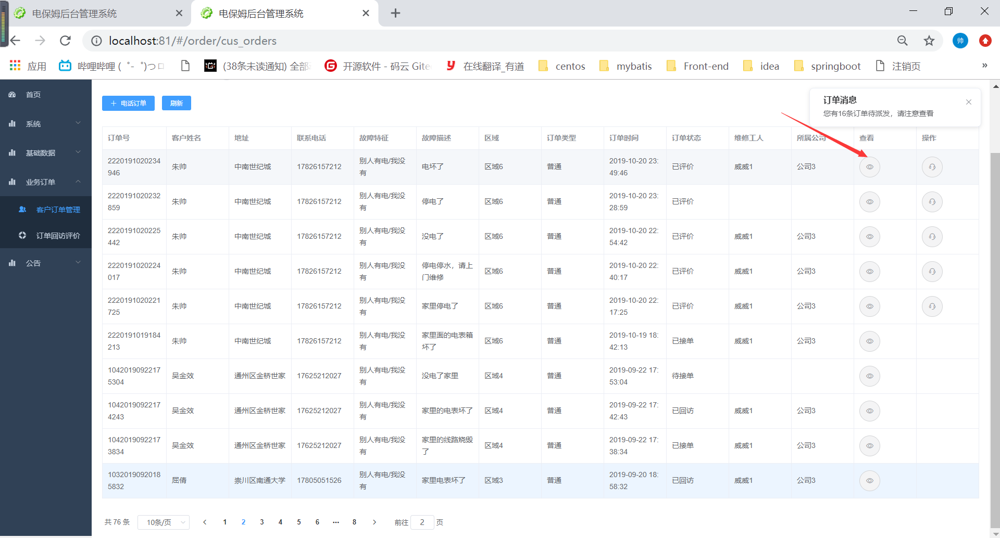 电保姆后台管理系统
电保姆后台管理系统
localhost:81/#/order/cus_orders
帅
应用
哔哩哔哩 ( ゜- ゜)つロ
(38条未读通知) 全部
开源软件 - 码云 Gite
在线翻译_有道
centos
mybatis
Front-end
idea
springboot
注销页
»
首页
系统
基础数据
业务订单
客户订单管理
订单回访评价
公告
+ 电话订单
刷新
订单消息
您有16条订单待派发，请注意查看
订单号 客户姓名 地址 联系电话 故障特征 故障描述 区域 订单类型 订单时间 订单状态 维修工人 所属公司 查看 操作
2220191020234 别人有电/我没 2019-10-20 23:
946 朱帅 中南世纪城 17826157212 有 电坏了 区域6 普通 49:46 已评价 威威1 公司3
2220191020232 别人有电/我没 2019-10-20 23:
859 朱帅 中南世纪城 17826157212 有 停电了 区域6 普通 28:59 已评价
2220191020225 别人有电/我没 2019-10-20 22:
442 朱帅 中南世纪城 17826157212 有 没电了 区域6 普通 54:42 已评价 威威1 公司3
2220191020224 别人有电/我没 停电停水，请上 2019-10-20 22:
017 朱帅 中南世纪城 17826157212 有 门维修 区域6 普通 40:17 已评价 威威1 公司3
2220191020221 别人有电/我没 2019-10-20 22:
725 朱帅 中南世纪城 17826157212 有 家里停电了 区域6 普通 17:25 已评价 威威1 公司3
2220191019184 别人有电/我没 家里面的电表箱 2019-10-19 18:
213 朱帅 中南世纪城 17826157212 有 坏了 区域6 普通 42:13 已接单 威威1 公司3
1042019092217 别人有电/我没 2019-09-22 17:
5304 吴金效 通州区金桥世家 17625212027 有 没电了家里 区域4 普通 53:04 待接单
1042019092217 别人有电/我没 2019-09-22 17:
4243 吴金效 通州区金桥世家 17625212027 有 家里的电表坏了 区域4 普通 42:43 已回访 威威1 公司3
1042019092217 别人有电/我没 家里的线路烧毁 2019-09-22 17:
3834 吴金效 通州区金桥世家 17625212027 有 了 区域4 普通 38:34 已接单 威威1 公司3
1032019092018 别人有电/我没 2019-09-20 18:
5832 屈倩 崇川区南通大学 17805051526 有 家里电表坏了 区域3 普通 58:32 已回访 威威1 公司3
共 76 条 10条/页 1 2 3 4 5 6 ··· 8 前往 2 页